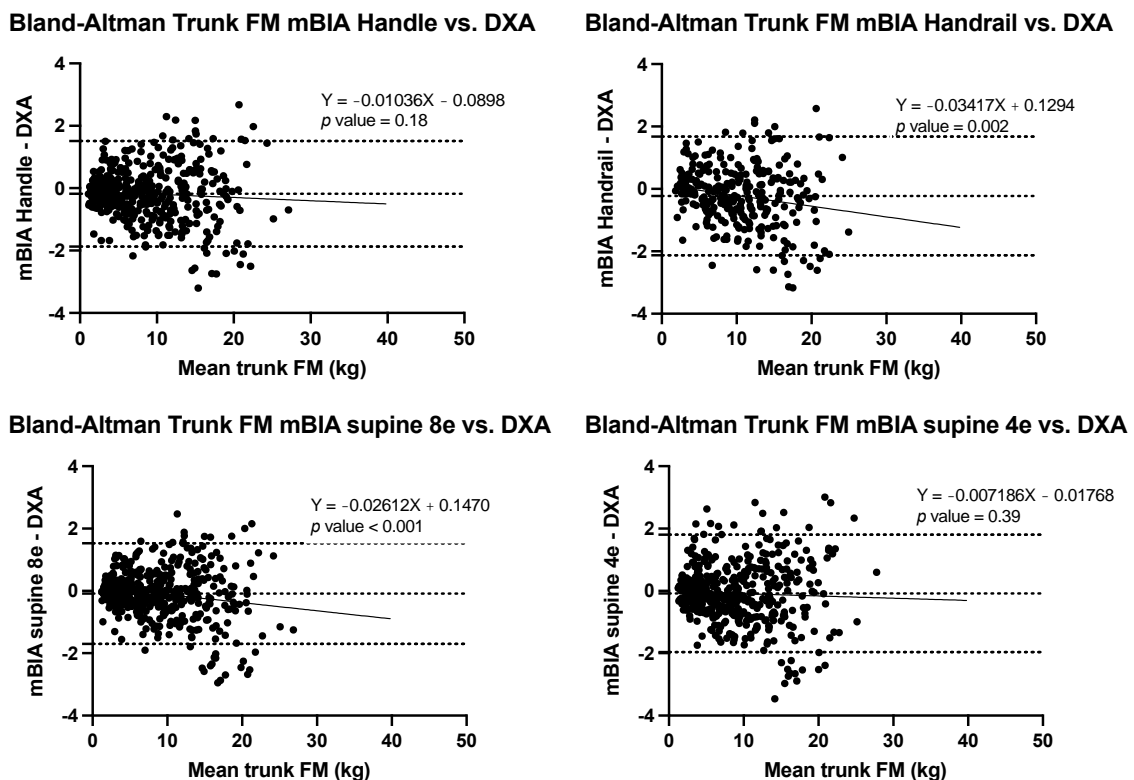 Bland-Altman Trunk FM mBIA Handle vs. DXA
mBIA Handle - DXA
4
2
0
-2
-4
Y = -0.01036X - 0.0898
p value = 0.18
0 10 20 30 40 50
Mean trunk FM (kg)
Bland-Altman Trunk FM mBIA Handrail vs. DXA
mBIA Handrail - DXA
4
2
0
-2
-4
Y = -0.03417X + 0.1294
p value = 0.002
0 10 20 30 40 50
Mean trunk FM (kg)
Bland-Altman Trunk FM mBIA supine 8e vs. DXA
mBIA supine 8e - DXA
4
2
0
-2
-4
Y = -0.02612X + 0.1470
p value < 0.001
0 10 20 30 40 50
Mean trunk FM (kg)
Bland-Altman Trunk FM mBIA supine 4e vs. DXA
mBIA supine 4e - DXA
4
2
0
-2
-4
Y = -0.007186X - 0.01768
p value = 0.39
0 10 20 30 40 50
Mean trunk FM (kg)